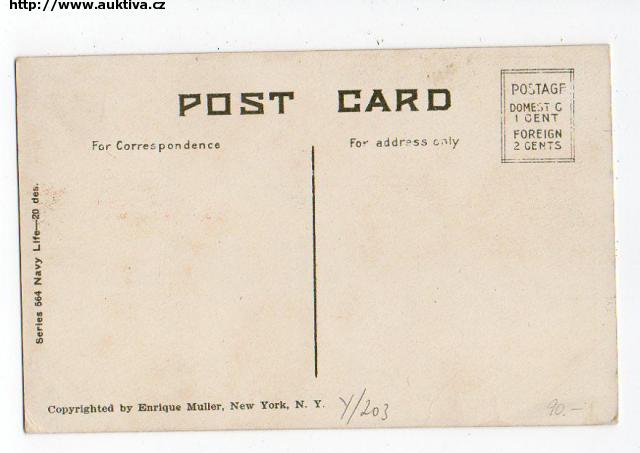 http://www.auktiva.cz
POST CARD
For Correspondence
For address only
POSTAGE
DOMESTIC
1 CENT
FOREIGN
2 CENTS
Series 564 Navy Life—20 des.
Copyrighted by Enrique Muller, New York, N. Y.
Y/203
90.-